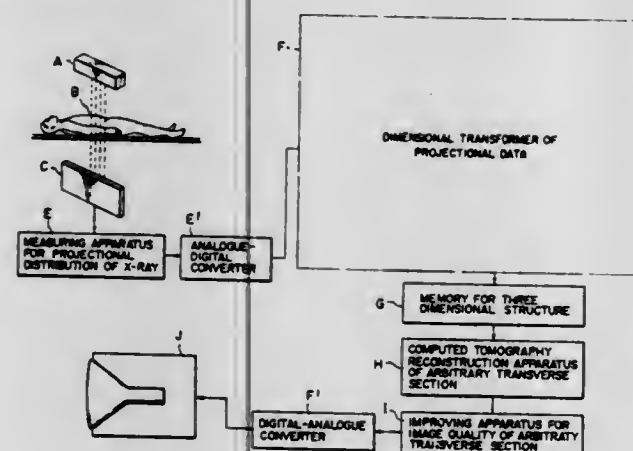 A
F
B
DIMENSIONAL TRANSFORMER OF
PROJECTIONAL DATA
C
E
E'
MEASURING APPARATUS
FOR PROJECTIONAL
DISTRIBUTION OF X-RAY
ANALOGUE-
DIGITAL
CONVERTER
G
MEMORY FOR THREE
DIMENSIONAL STRUCTURE
J
H
COMPUTED TOMOGRAPHY
RECONSTRUCTION APPARATUS
OF ARBITRARY TRANSVERSE
SECTION
F'
DIGITAL-ANALOGUE
CONVERTER
I
IMPROVING APPARATUS FOR
IMAGE QUALITY OF ARBITRATY
TRANSVERSE SECTION